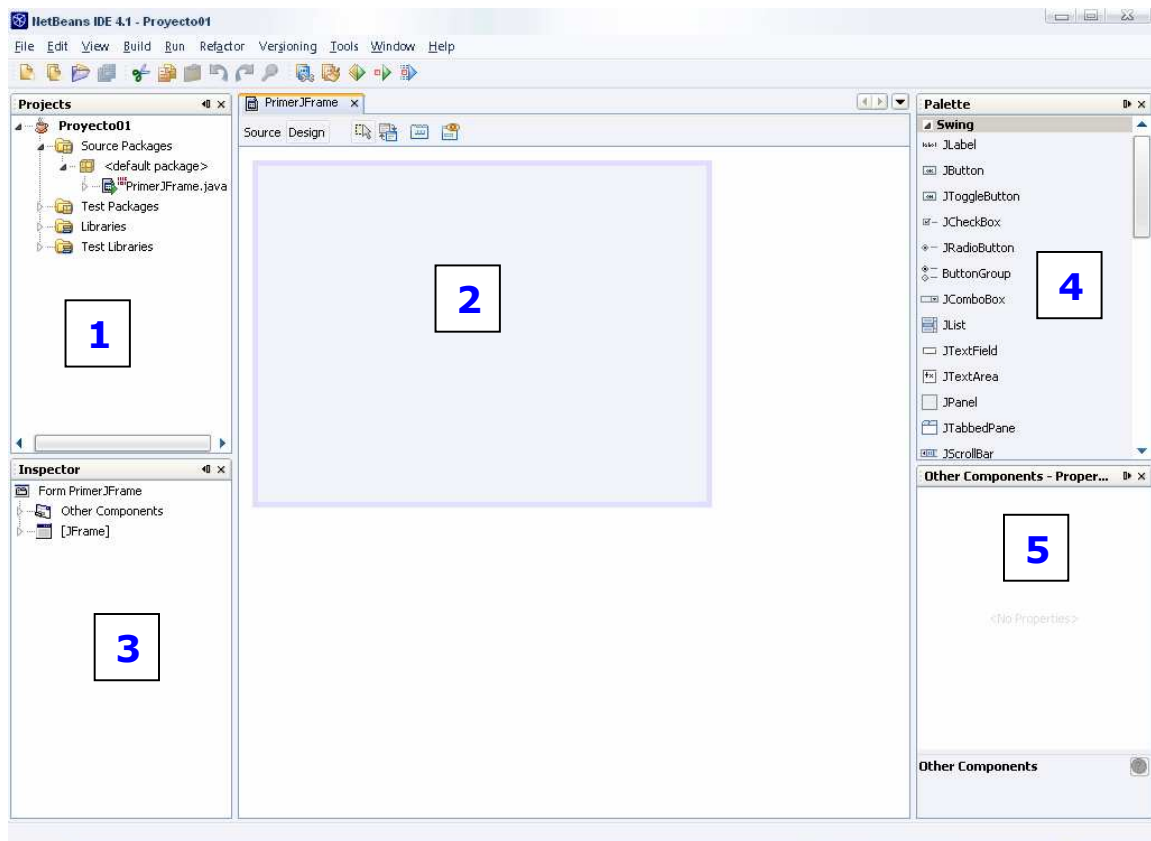 NetBeans IDE 4.1 - Proyecto01
File Edit View Build Run Refactor Versioning Tools Window Help
Projects
Proyecto01
Source Packages
<default package>
PrimerJFrame.java
Test Packages
Libraries
Test Libraries
1
Inspector
Form PrimerJFrame
Other Components
[JFrame]
3
PrimerJFrame
Source Design
2
Palette
Swing
JLabel
JButton
JToggleButton
JCheckBox
JRadioButton
ButtonGroup
JComboBox
JList
JTextField
JTextArea
JPanel
JTabbedPane
JScrollBar
4
Other Components - Proper...
5
<No Properties>
Other Components